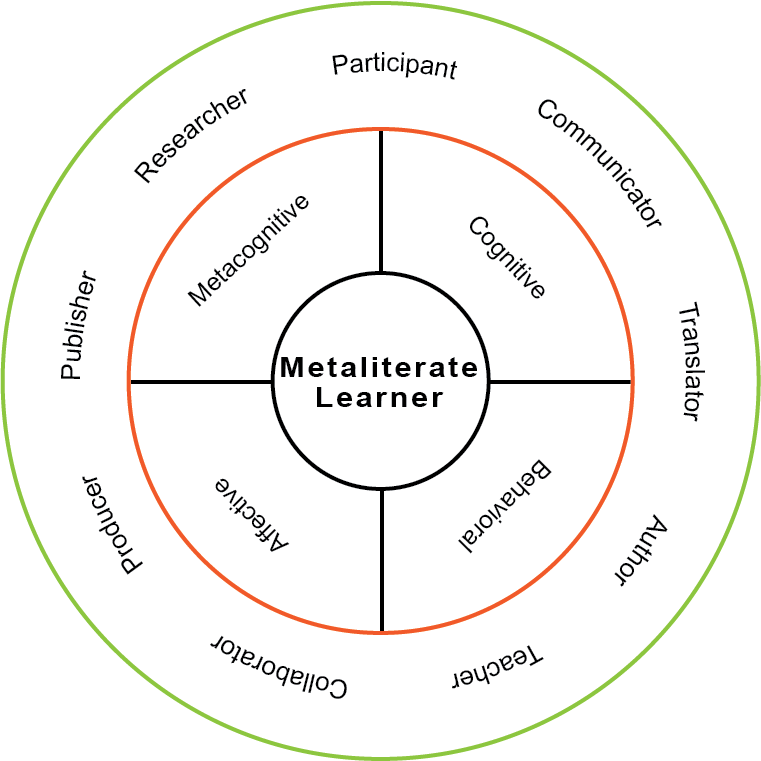 Participant
Communicator
Translator
Author
Teacher
Collaborator
Producer
Publisher
Researcher
Metacognitive
Cognitive
Behavioral
Affective
Metaliterate
Learner